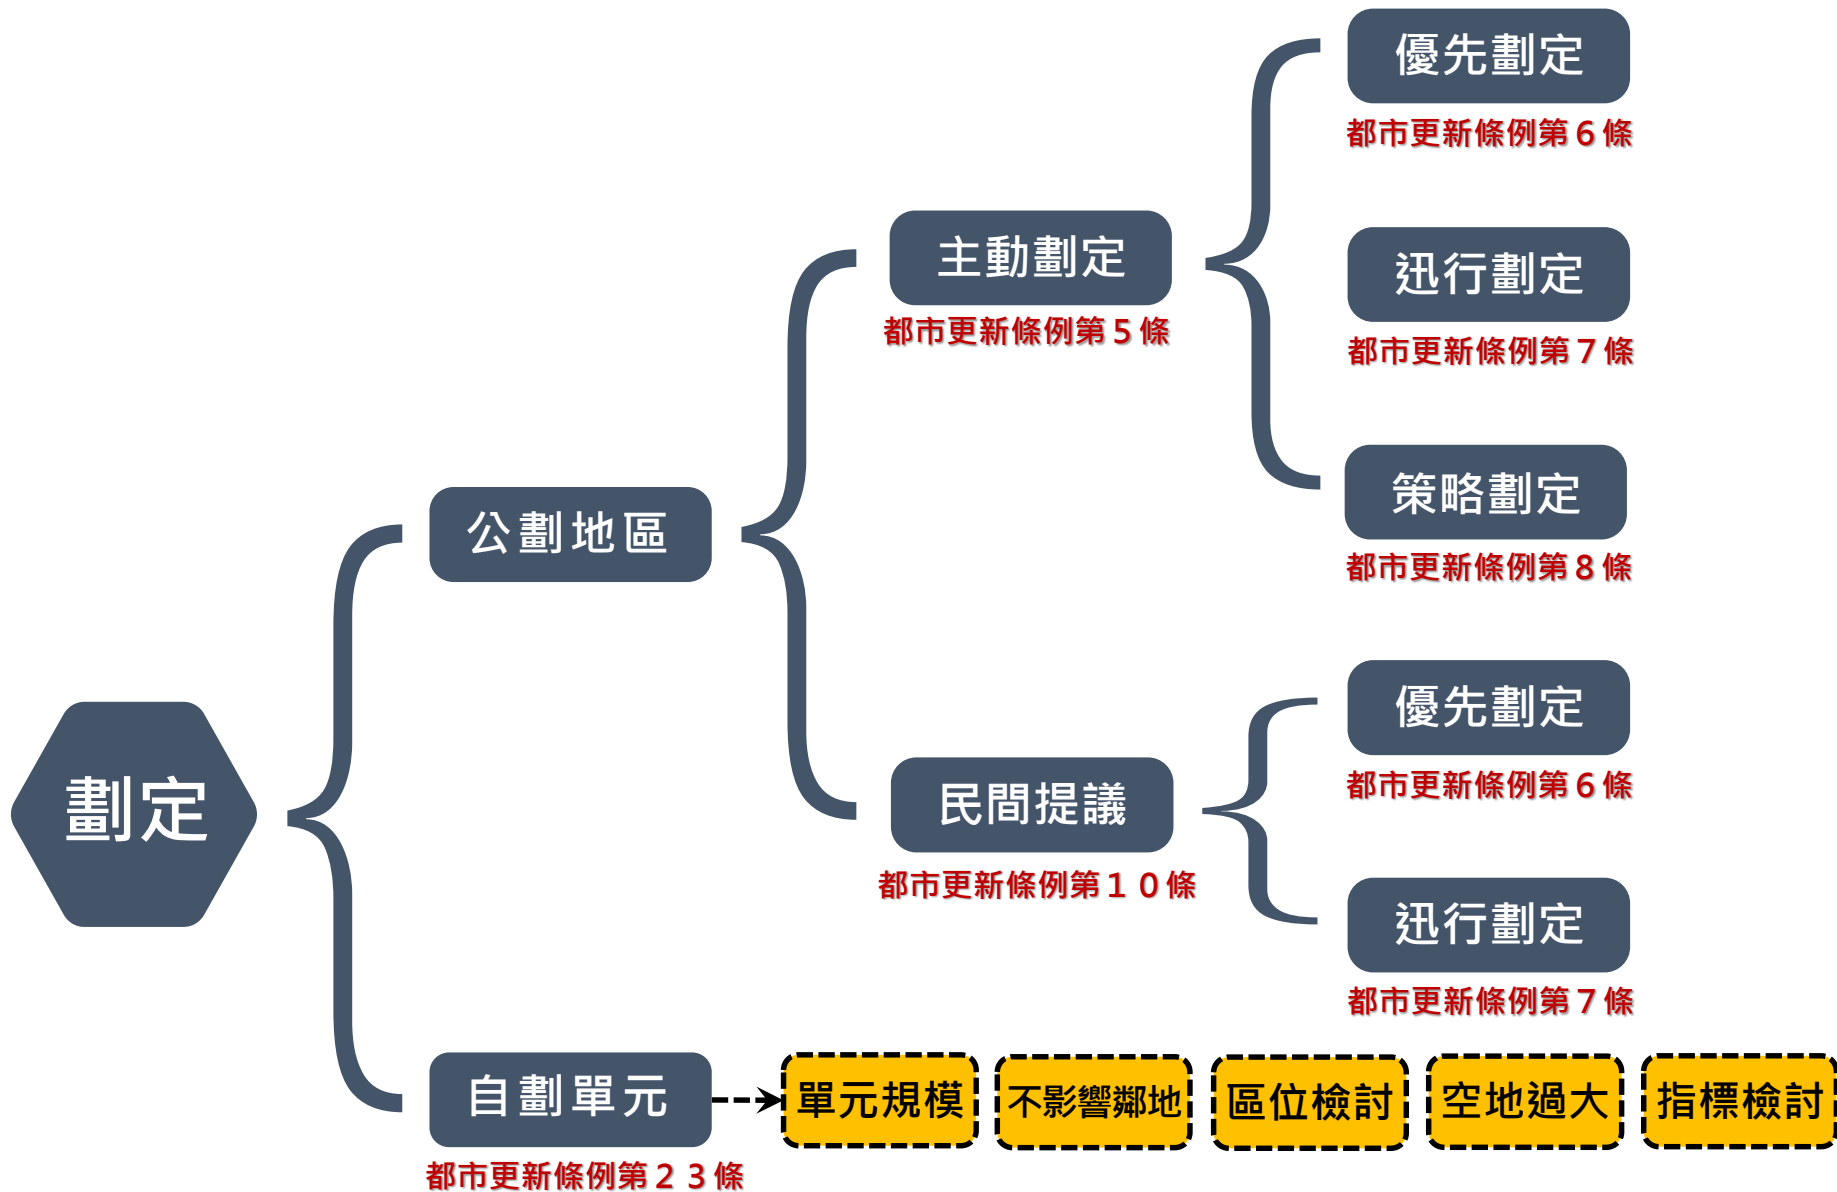 劃定
公劃地區
主動劃定
都市更新條例第５條
優先劃定
都市更新條例第６條
迅行劃定
都市更新條例第７條
策略劃定
都市更新條例第８條
民間提議
都市更新條例第１０條
優先劃定
都市更新條例第６條
迅行劃定
都市更新條例第７條
自劃單元
都市更新條例第２３條
單元規模
不影響鄰地
區位檢討
空地過大
指標檢討